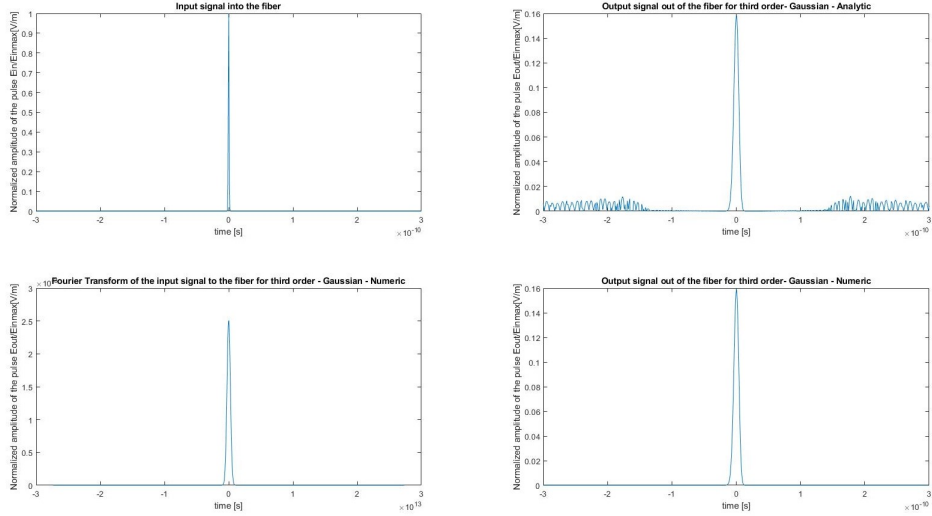 Input signal into the fiber
Normalized amplitude of the pulse Ein/Einmax[V/m]
1
0.9
0.8
0.7
0.6
0.5
0.4
0.3
0.2
0.1
0
-3 -2 -1 0 1 2 3
time [s]
×10-10
Output signal out of the fiber for third order- Gaussian - Analytic
Normalized amplitude of the pulse Eout/Einmax[V/m]
0.16
0.14
0.12
0.1
0.08
0.06
0.04
0.02
0
-3 -2 -1 0 1 2 3
time [s]
×10-10
Fourier Transform of the input signal to the fiber for third order - Gaussian - Numeric
Normalized amplitude of the pulse Eout/Einmax[V/m]
3
2.5
2
1.5
1
0.5
0
-3 -2 -1 0 1 2 3
time [s]
×1013
Output signal out of the fiber for third order- Gaussian - Numeric
Normalized amplitude of the pulse Eout/Einmax[V/m]
0.16
0.14
0.12
0.1
0.08
0.06
0.04
0.02
0
-3 -2 -1 0 1 2 3
time [s]
×10-10